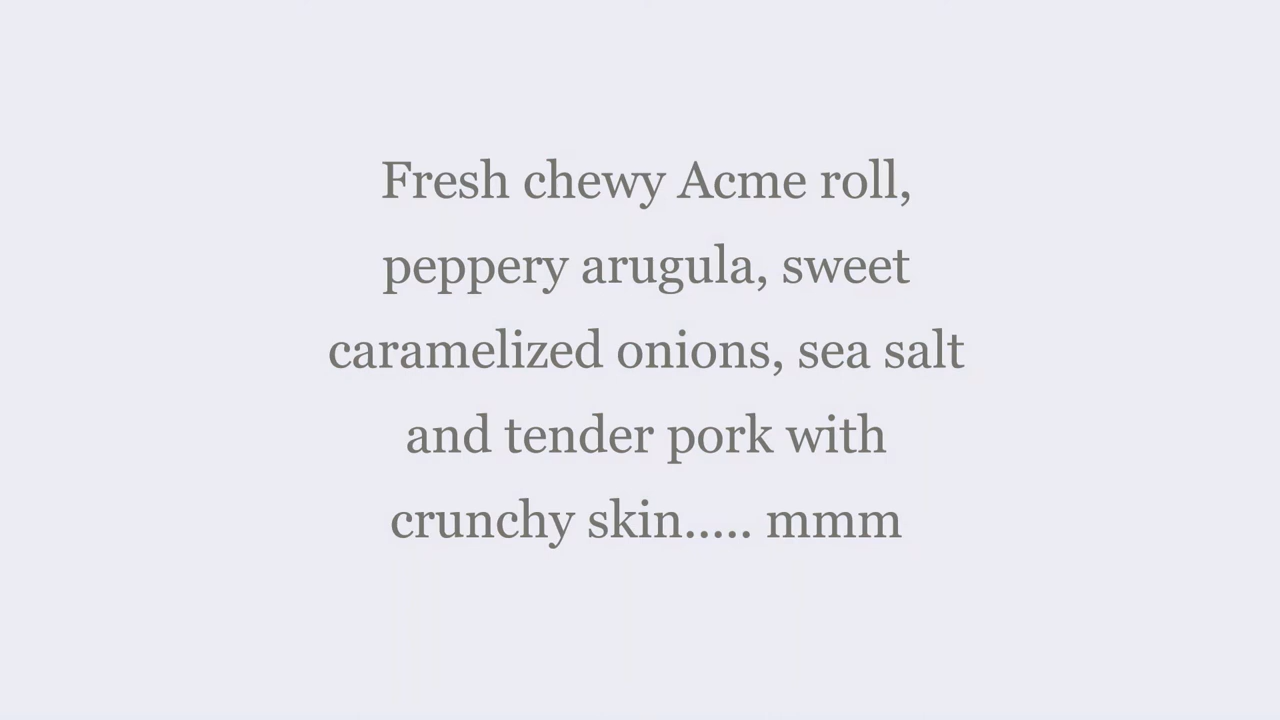 Fresh chewy Acme roll,
peppery arugula, sweet
caramelized onions, sea salt
and tender pork with
crunchy skin..... mmm